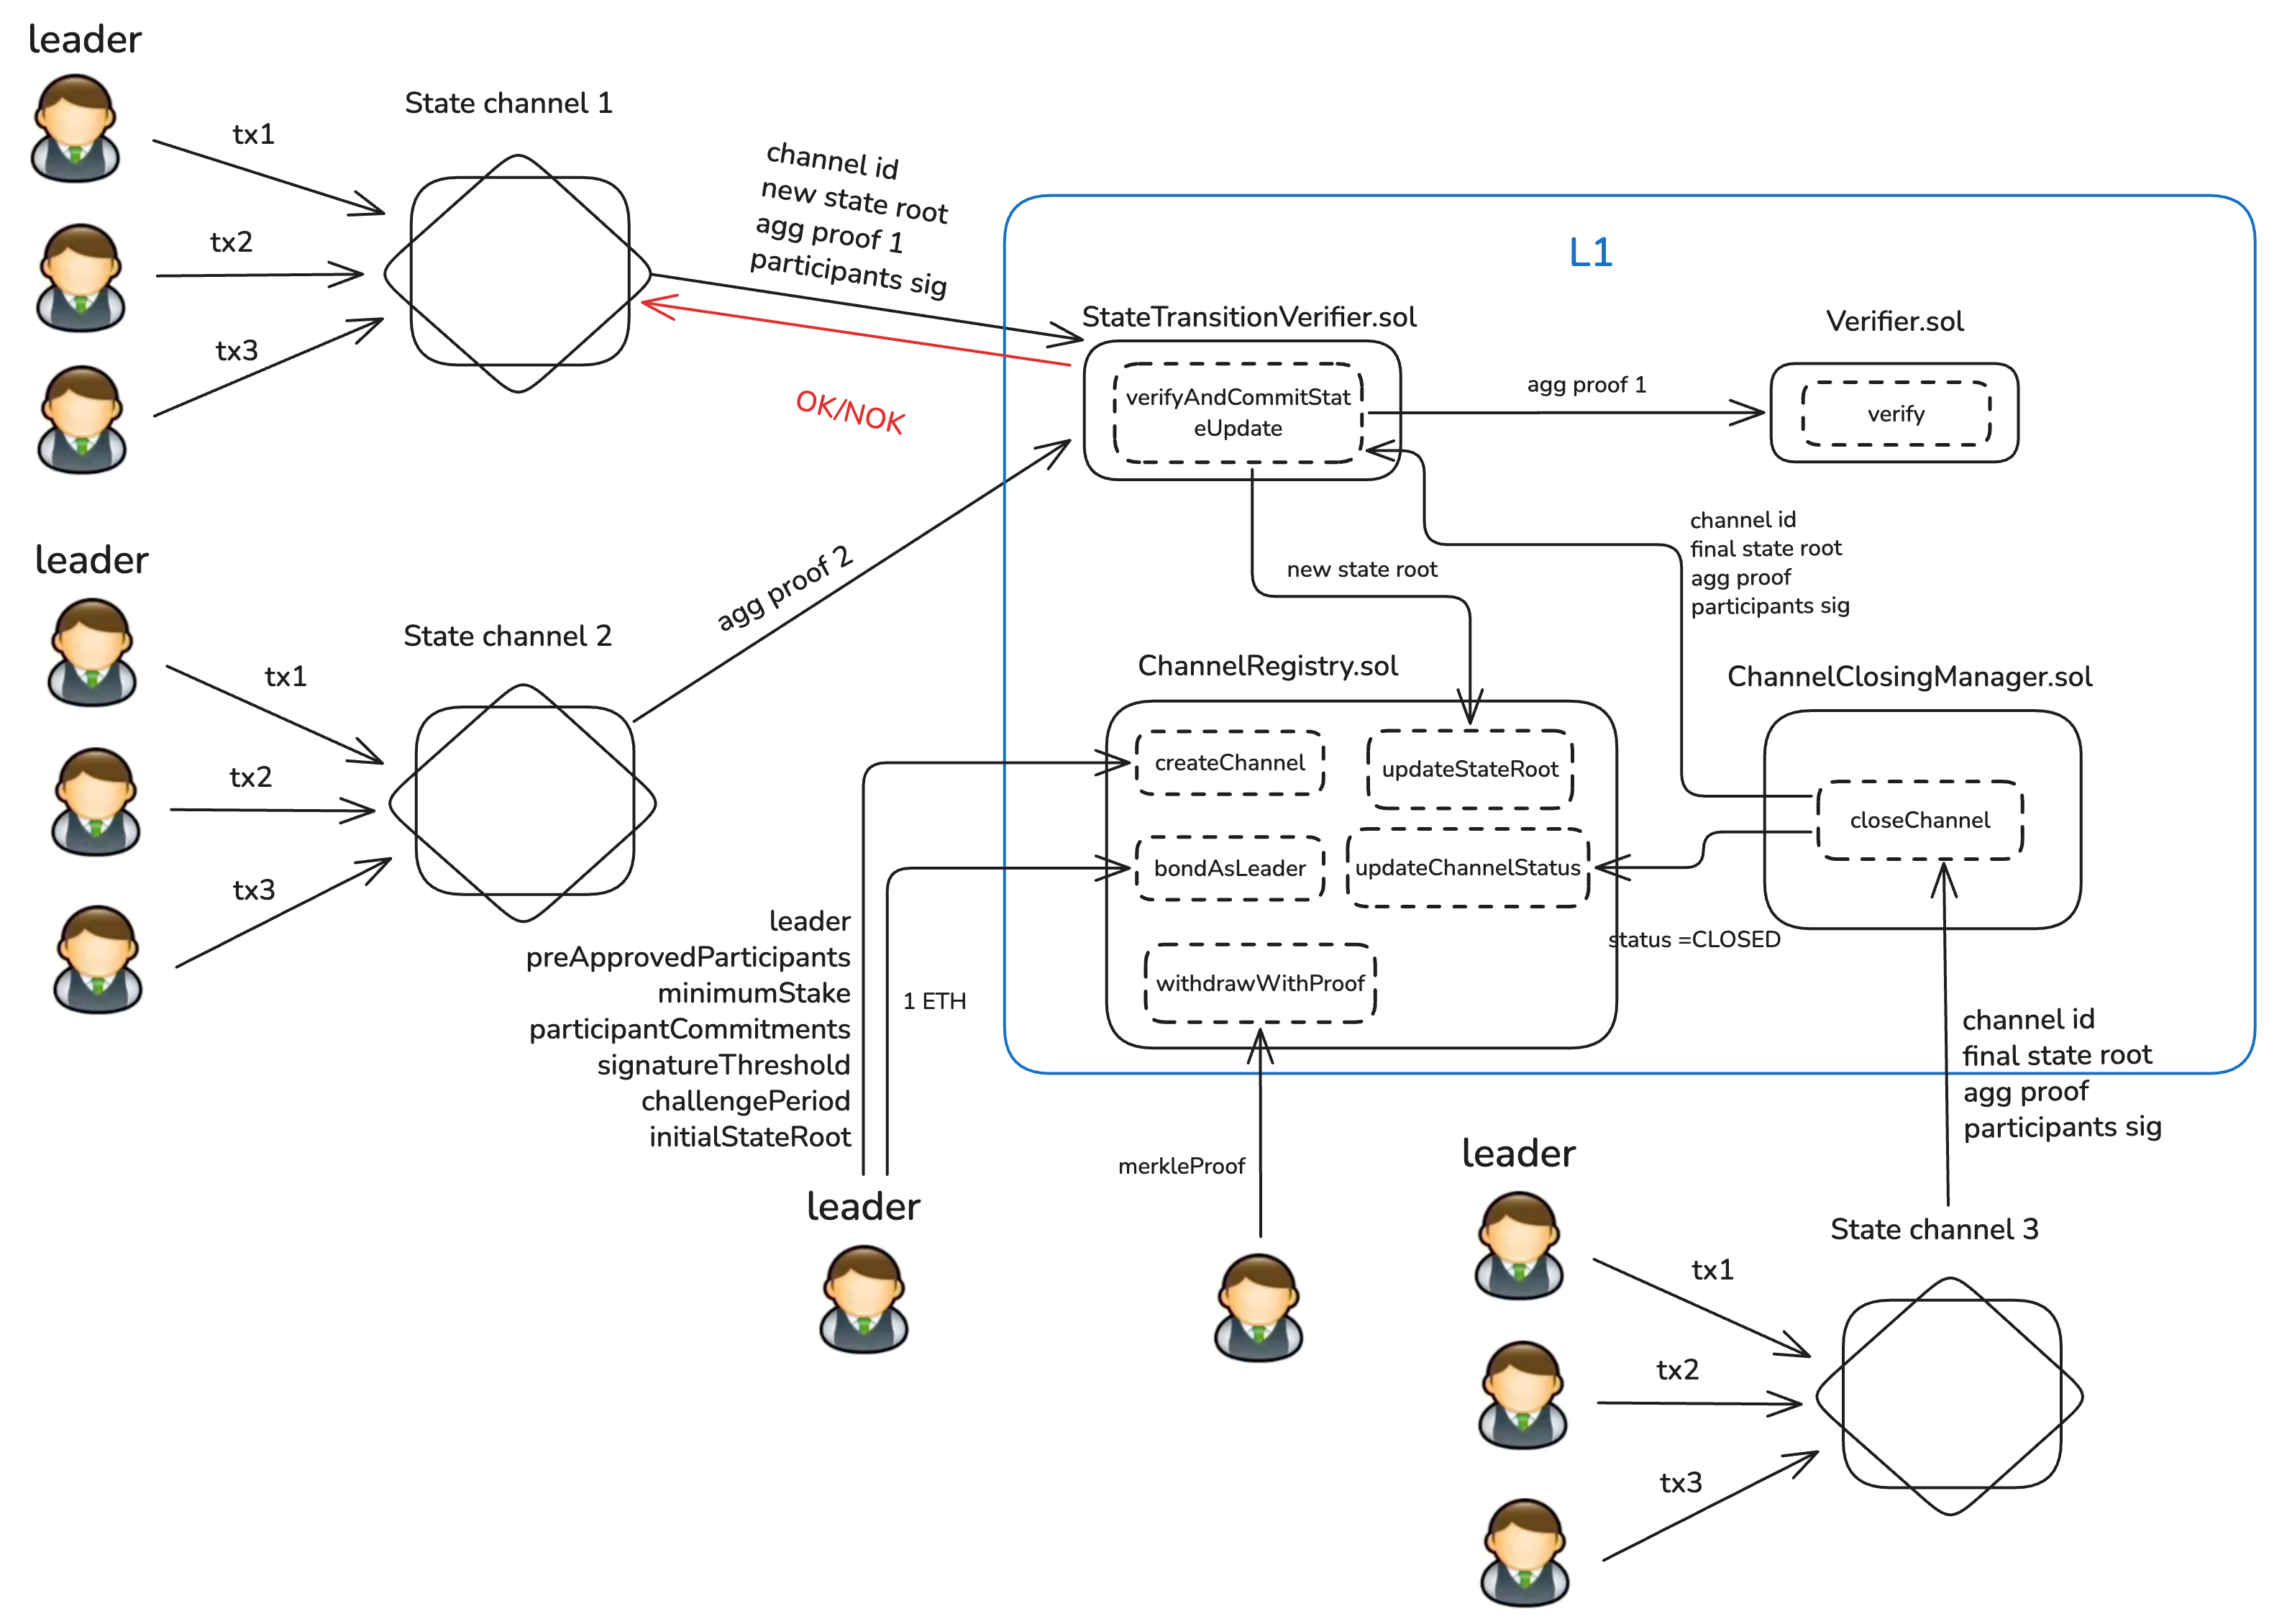 leader
State channel 1
tx1
tx2
tx3
channel id
new state root
agg proof 1
participants sig
OK/NOK
L1
StateTransitionVerifier.sol
verifyAndCommitStat
eUpdate
agg proof 1
Verifier.sol
verify
leader
State channel 2
tx1
tx2
tx3
agg proof 2
new state root
channel id
final state root
agg proof
participants sig
ChannelRegistry.sol
createChannel
updateStateRoot
bondAsLeader
updateChannelStatus
withdrawWithProof
ChannelClosingManager.sol
closeChannel
status =CLOSED
leader
preApprovedParticipants
minimumStake
participantCommitments
signatureThreshold
challengePeriod
initialStateRoot
1 ETH
leader
merkleProof
channel id
final state root
agg proof
participants sig
leader
State channel 3
tx1
tx2
tx3